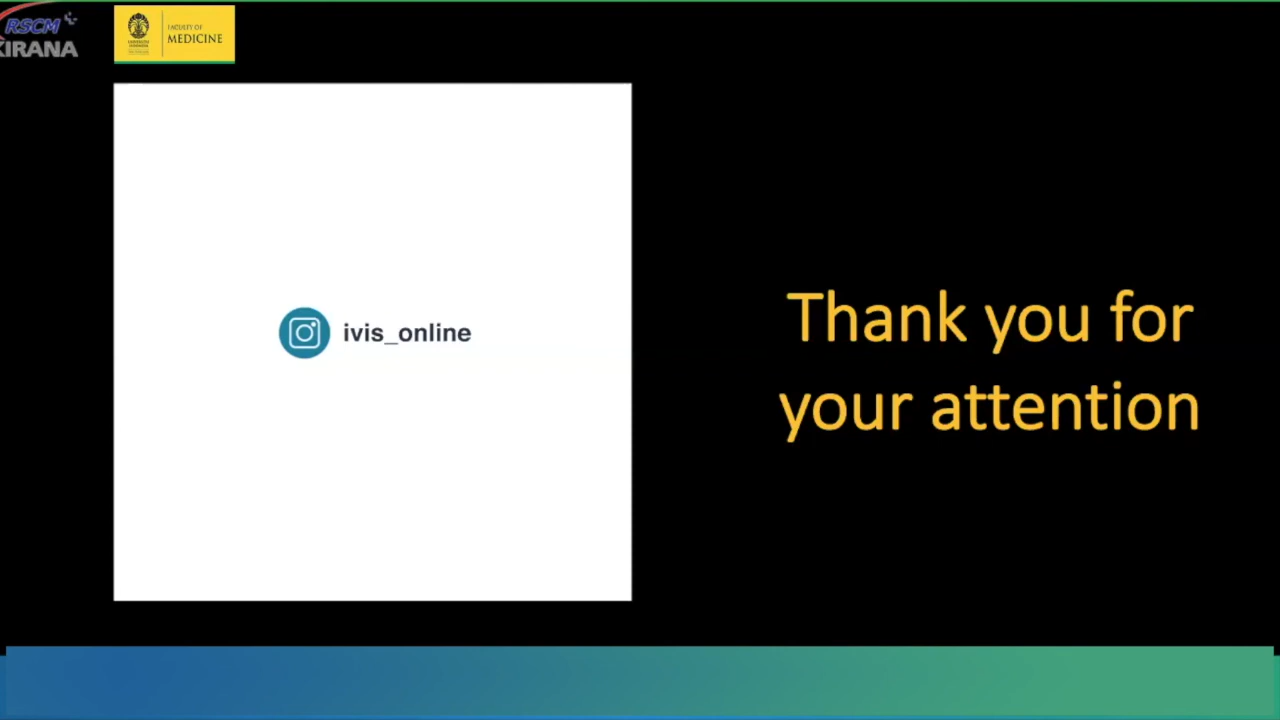 RSCM
KIRANA
FACULTY OF
MEDICINE
ivis_online
Thank you for
your attention